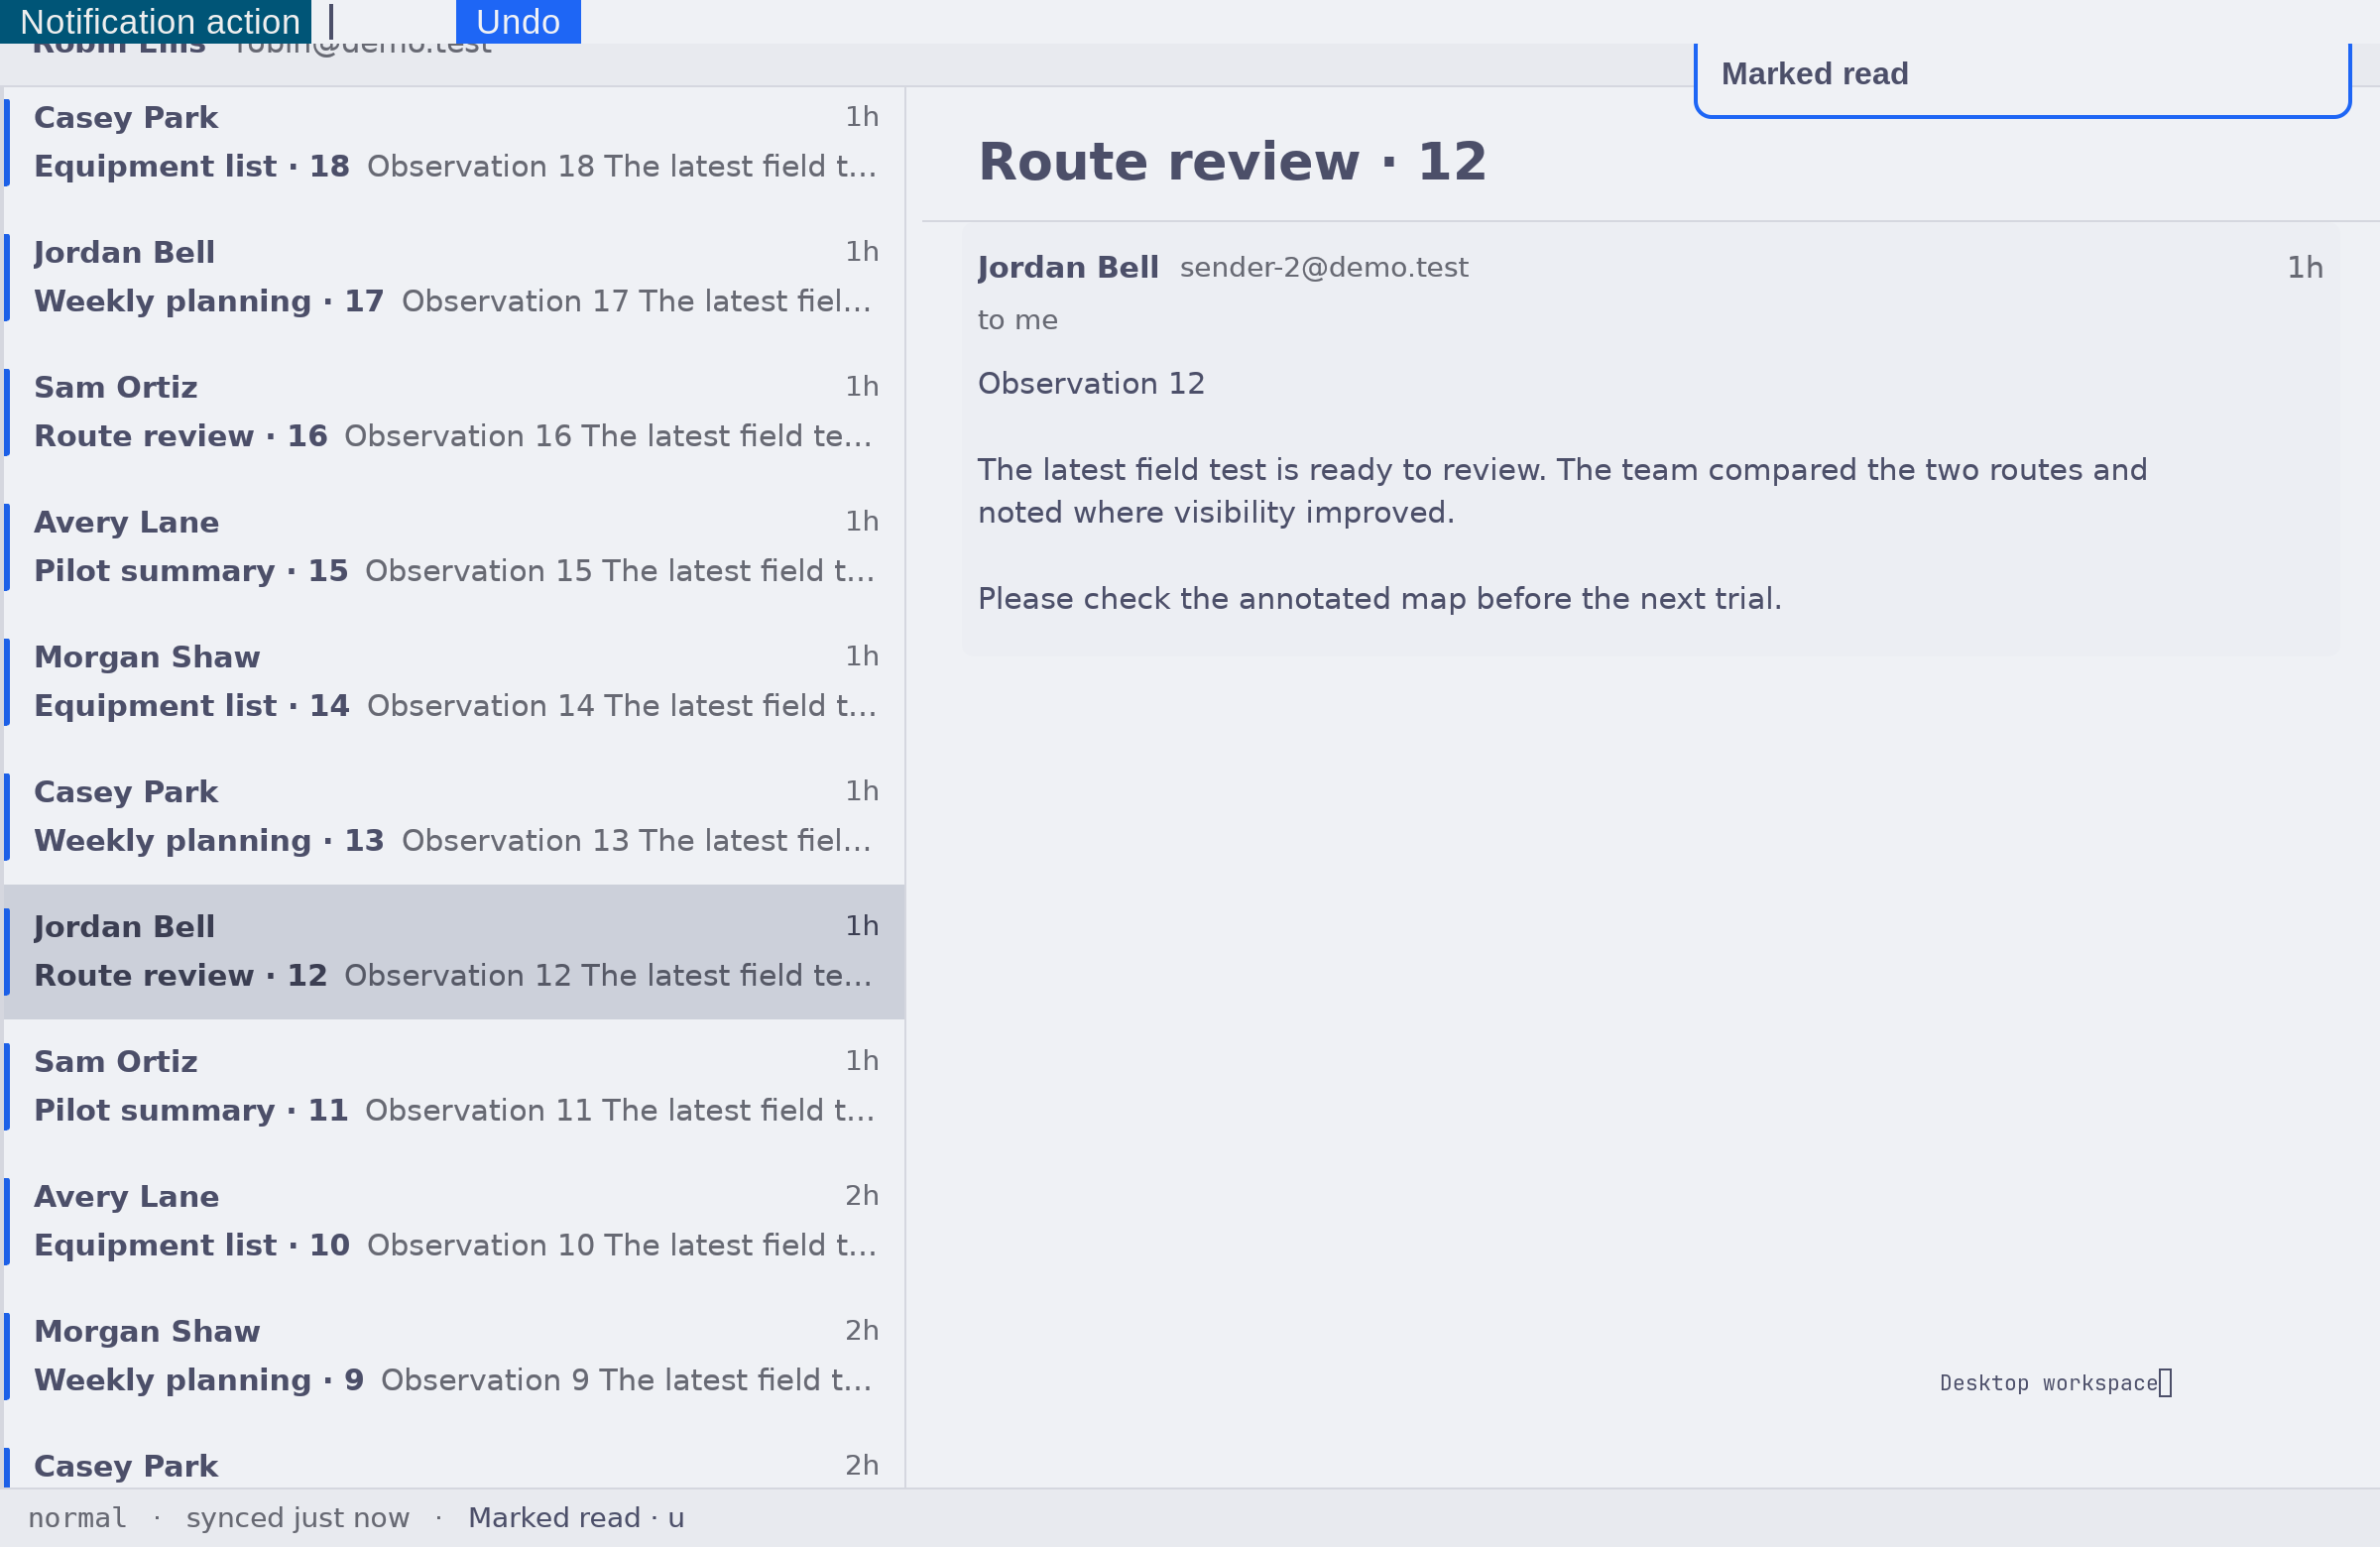 Notification action
Undo
Robin Ellis robin@demo.test
Marked read
Casey Park 1h
Equipment list · 18 Observation 18 The latest field t…
Jordan Bell 1h
Weekly planning · 17 Observation 17 The latest fiel…
Sam Ortiz 1h
Route review · 16 Observation 16 The latest field te…
Avery Lane 1h
Pilot summary · 15 Observation 15 The latest field t…
Morgan Shaw 1h
Equipment list · 14 Observation 14 The latest field t…
Casey Park 1h
Weekly planning · 13 Observation 13 The latest fiel…
Jordan Bell 1h
Route review · 12 Observation 12 The latest field te…
Sam Ortiz 1h
Pilot summary · 11 Observation 11 The latest field t…
Avery Lane 2h
Equipment list · 10 Observation 10 The latest field t…
Morgan Shaw 2h
Weekly planning · 9 Observation 9 The latest field t…
Casey Park 2h
Route review · 12
Jordan Bell sender-2@demo.test 1h
to me
Observation 12
The latest field test is ready to review. The team compared the two routes and
noted where visibility improved.
Please check the annotated map before the next trial.
Desktop workspace
normal · synced just now · Marked read · u